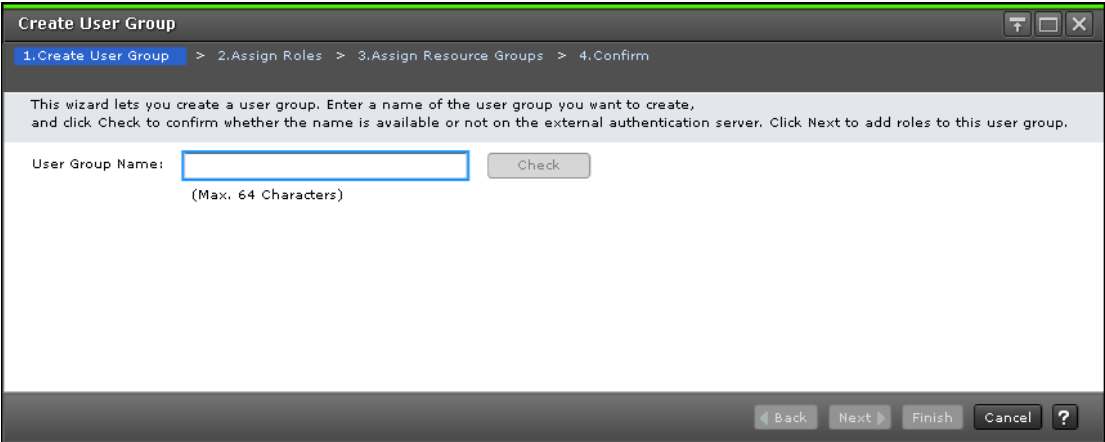 Create User Group
1.Create User Group > 2.Assign Roles > 3.Assign Resource Groups > 4.Confirm
This wizard lets you create a user group. Enter a name of the user group you want to create,
and click Check to confirm whether the name is available or not on the external authentication server. Click Next to add roles to this user group.
User Group Name: Check
(Max. 64 Characters)
Back Next Finish Cancel ?